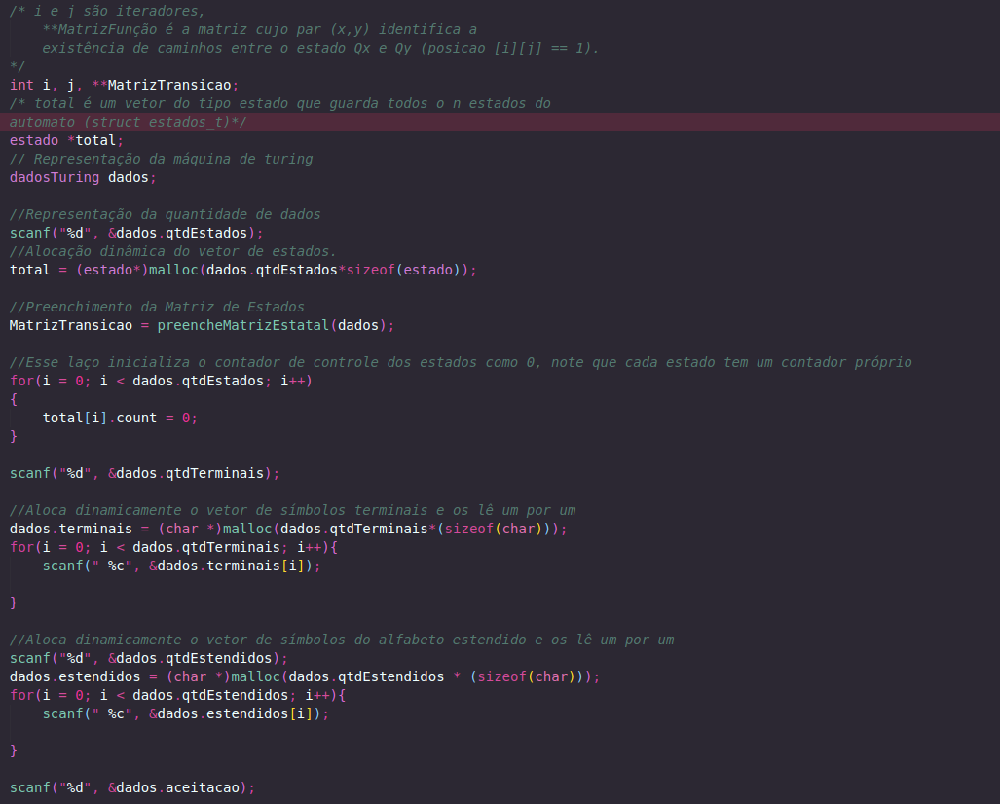 /* i e j são iteradores,
    **MatrizFunção é a matriz cujo par (x,y) identifica a
    existência de caminhos entre o estado Qx e Qy (posicao [i][j] == 1).
*/
int i, j, **MatrizTransicao;
/* total é um vetor do tipo estado que guarda todos o n estados do
automato (struct estados_t)*/
estado *total;
// Representação da máquina de turing
dadosTuring dados;

//Representação da quantidade de dados
scanf("%d", &dados.qtdEstados);
//Alocação dinâmica do vetor de estados.
total = (estado*)malloc(dados.qtdEstados*sizeof(estado));

//Preenchimento da Matriz de Estados
MatrizTransicao = preencheMatrizEstatal(dados);

//Esse laço inicializa o contador de controle dos estados como 0, note que cada estado tem um contador próprio
for(i = 0; i < dados.qtdEstados; i++)
{
    total[i].count = 0;
}

scanf("%d", &dados.qtdTerminais);

//Aloca dinamicamente o vetor de símbolos terminais e os lê um por um
dados.terminais = (char *)malloc(dados.qtdTerminais*(sizeof(char)));
for(i = 0; i < dados.qtdTerminais; i++){
    scanf(" %c", &dados.terminais[i]);

}

//Aloca dinamicamente o vetor de símbolos do alfabeto estendido e os lê um por um
scanf("%d", &dados.qtdEstendidos);
dados.estendidos = (char *)malloc(dados.qtdEstendidos * (sizeof(char)));
for(i = 0; i < dados.qtdEstendidos; i++){
    scanf(" %c", &dados.estendidos[i]);

}

scanf("%d", &dados.aceitacao);